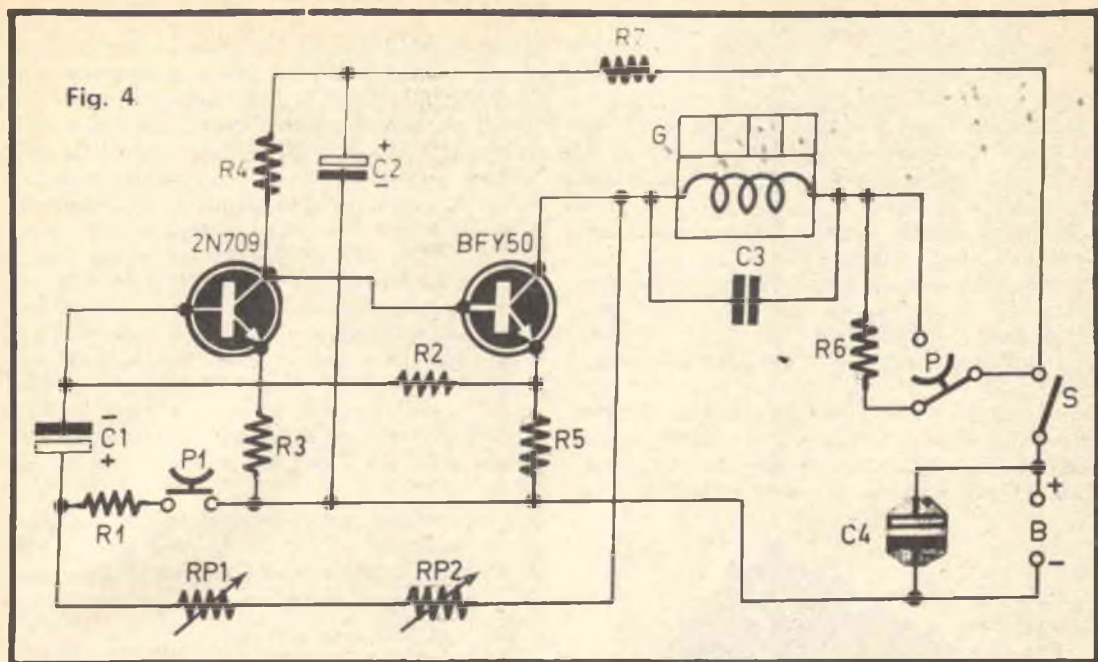 R7
Fig. 4.
G
R4
+
C2
−
2N709
BFY50
C3
R2
R6
P
S
−
C1
+
R3
R5
P1
R1
+
C4
B
−
RP1
RP2